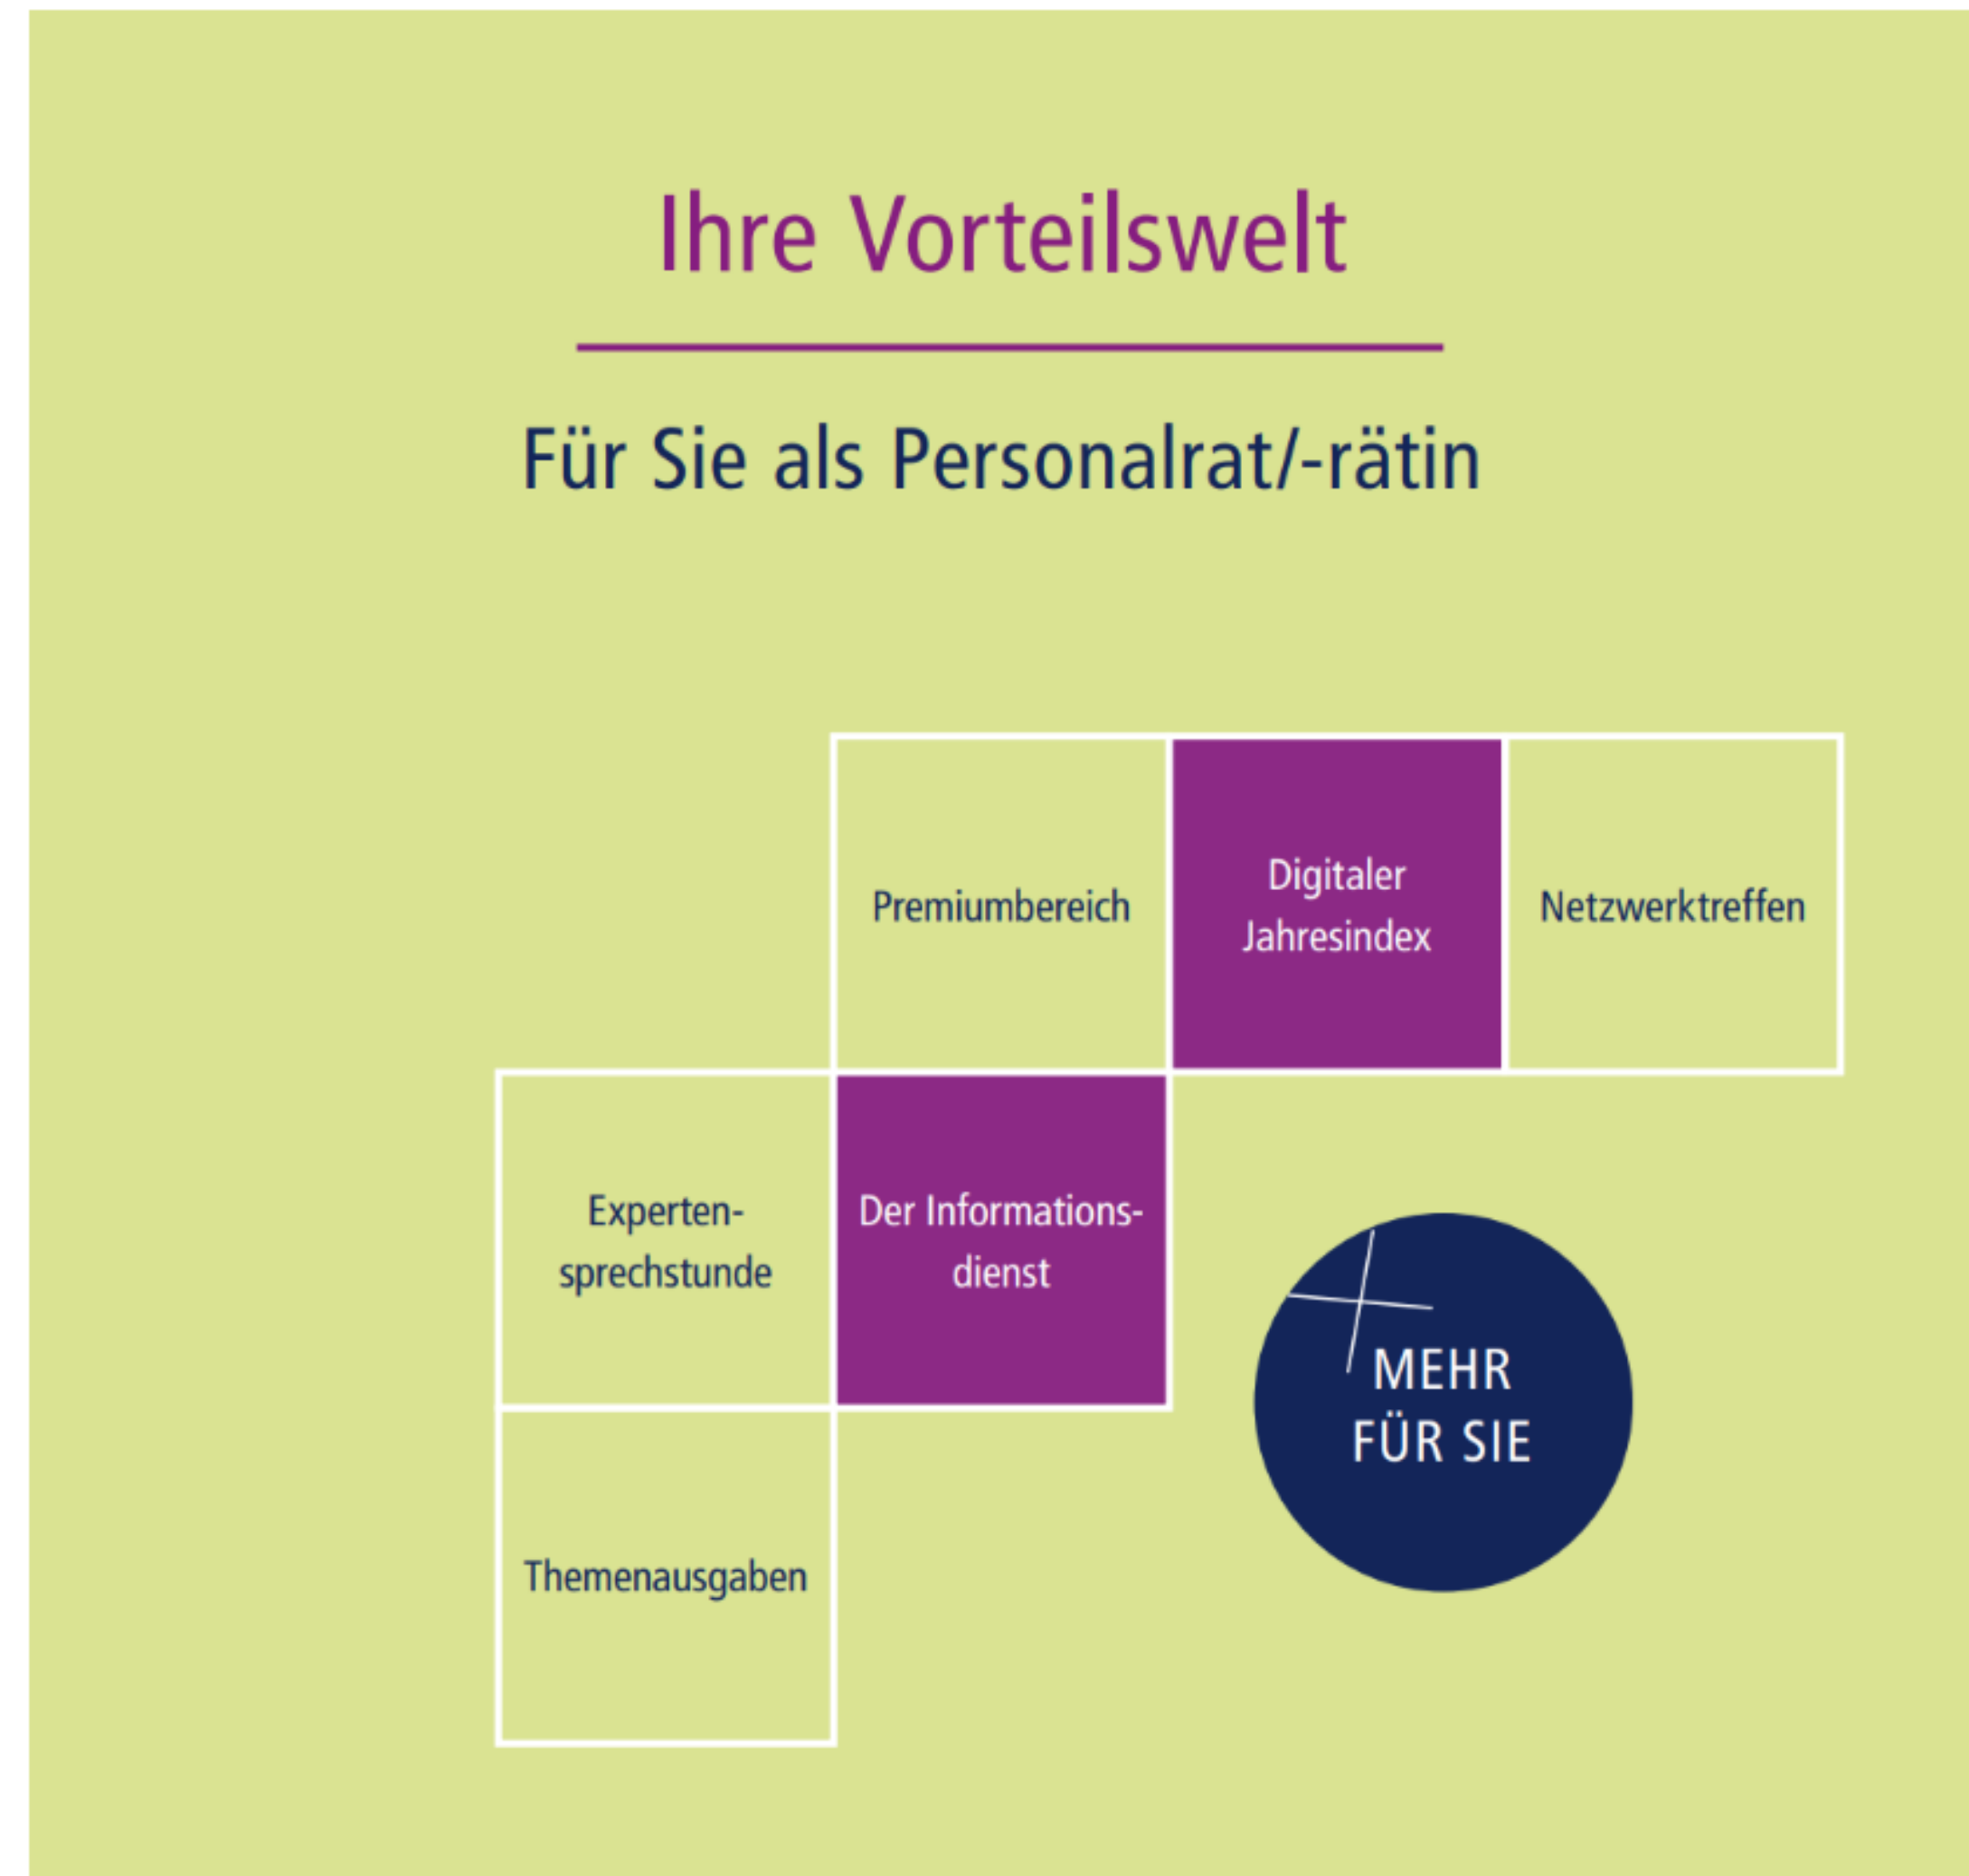 Ihre Vorteilswelt
Für Sie als Personalrat/-rätin
Premiumbereich
Digitaler
Jahresindex
Netzwerktreffen
Experten-
sprechstunde
Der Informations-
dienst
MEHR
FÜR SIE
Themenausgaben